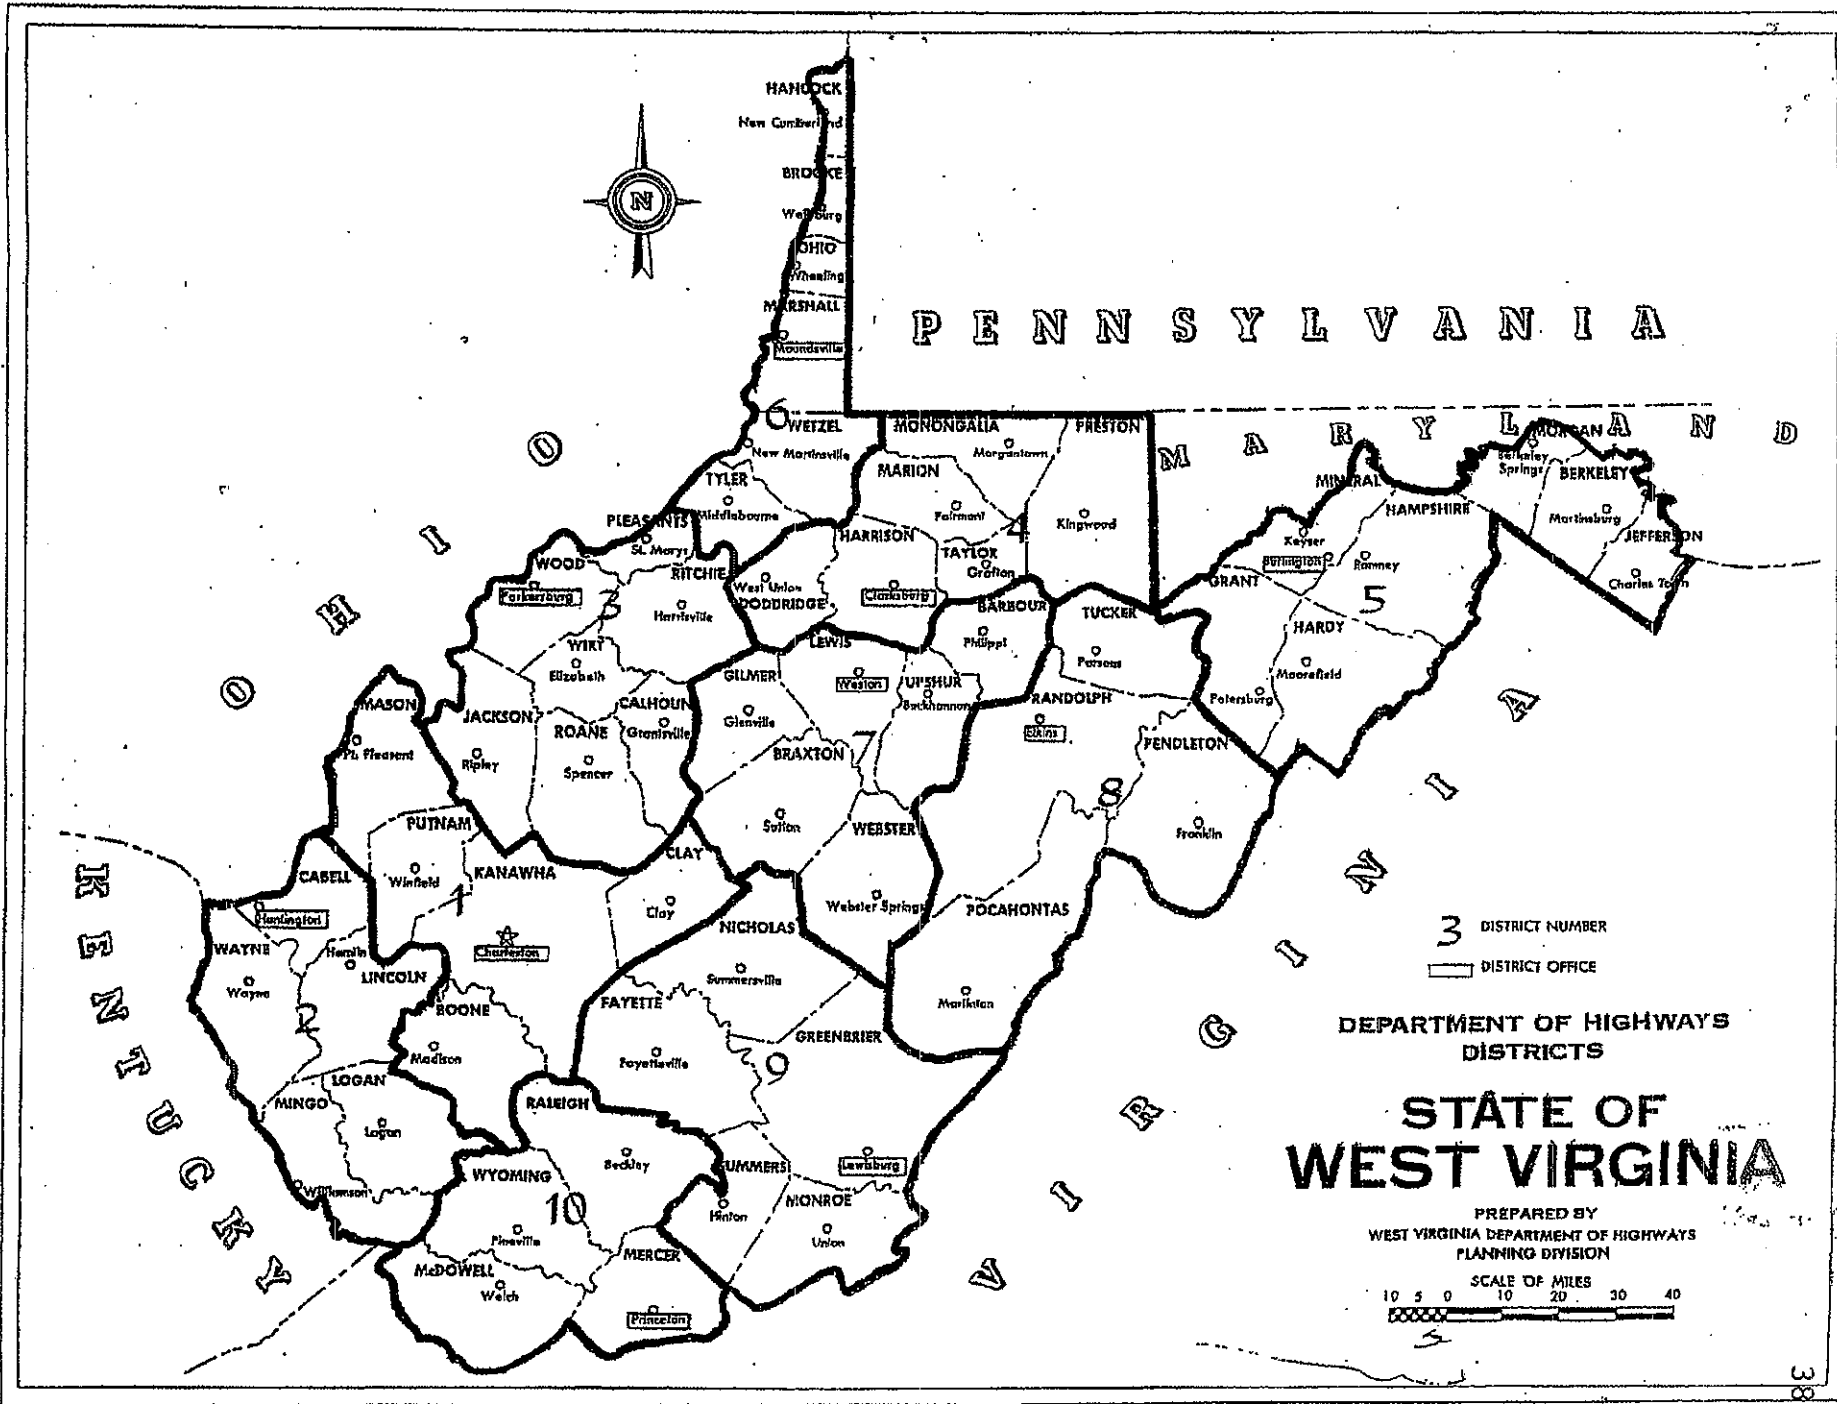 HANCOCK
New Cumberland
BROOKE
Wellsburg
OHIO
Wheeling
MARSHALL
Moundsville
N
PENNSYLVANIA
6
WETZEL
New Martinsville
MONONGALIA
Morgantown
PRESTON
MARYLAND
MORGAN
Berkeley
Springs
BERKELEY
Martinsburg
JEFFERSON
Charles Town
OHIO
TYLER
Middlebourne
MARION
Fairmont
4
Kingwood
MINERAL
Keyser
HAMPSHIRE
Romney
Burlington
GRANT
5
PLEASANTS
St. Marys
HARRISON
TAYLOR
Grafton
WOOD
Parkersburg
3
RITCHIE
Harrisville
West Union
DODDRIDGE
Clarksburg
BARBOUR
Philippi
TUCKER
Parsons
HARDY
Moorefield
Petersburg
WIRT
Elizabeth
LEWIS
Weston
GILMER
Glenville
UPSHUR
Buckhannon
RANDOLPH
Elkins
MASON
Pt. Pleasant
JACKSON
Ripley
CALHOUN
Grantsville
ROANE
Spencer
BRAXTON
7
Sutton
PENDLETON
8
Franklin
VIRGINIA
PUTNAM
Winfield
KANAWHA
1
CLAY
Clay
WEBSTER
Webster Springs
POCAHONTAS
Marlinton
KENTUCKY
CABELL
Huntington
WAYNE
Wayne
Hamlin
LINCOLN
2
Charleston
NICHOLAS
Summersville
BOONE
Madison
FAYETTE
Fayetteville
GREENBRIER
9
Lewisburg
LOGAN
Logan
MINGO
Williamson
RALEIGH
Beckley
SUMMERS
Hinton
MONROE
Union
WYOMING
10
Pineville
McDOWELL
Welch
MERCER
Princeton
3 DISTRICT NUMBER
DISTRICT OFFICE
DEPARTMENT OF HIGHWAYS
DISTRICTS
STATE OF
WEST VIRGINIA
PREPARED BY
WEST VIRGINIA DEPARTMENT OF HIGHWAYS
PLANNING DIVISION
SCALE OF MILES
10 5 0 10 20 30 40
38